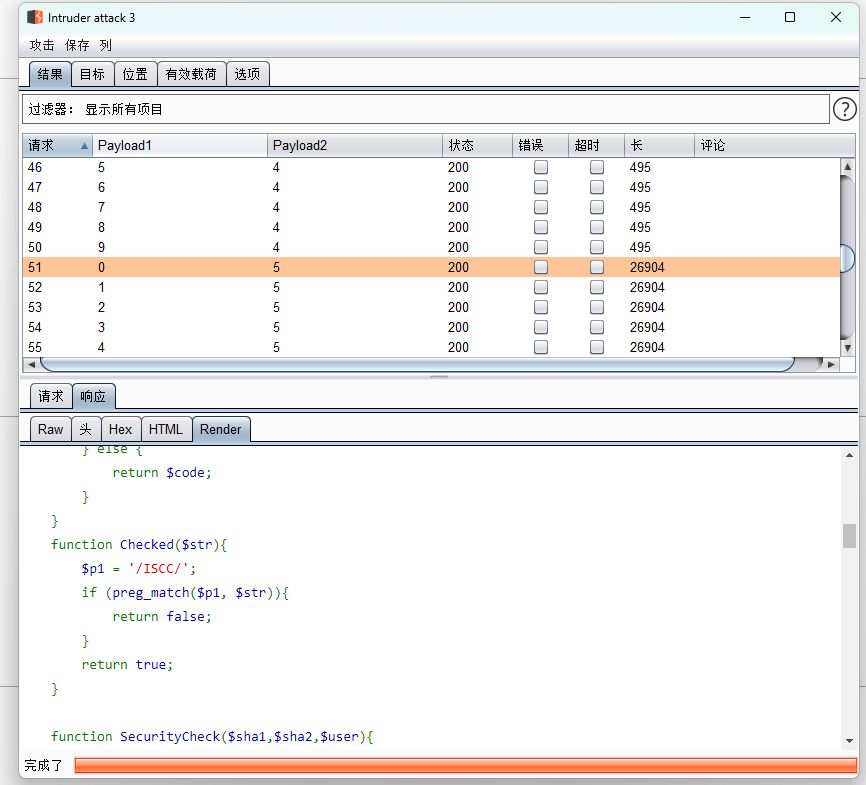 Intruder attack 3
攻击 保存 列
结果 目标 位置 有效载荷 选项
过滤器： 显示所有项目 ?
请求 Payload1 Payload2 状态 错误 超时 长 评论
46 5 4 200 495
47 6 4 200 495
48 7 4 200 495
49 8 4 200 495
50 9 4 200 495
51 0 5 200 26904
52 1 5 200 26904
53 2 5 200 26904
54 3 5 200 26904
55 4 5 200 26904
请求 响应
Raw 头 Hex HTML Render
} else {
return $code;
}
}
function Checked($str){
$p1 = '/ISCC/';
if (preg_match($p1, $str)){
return false;
}
return true;
}
function SecurityCheck($sha1,$sha2,$user){
完成了